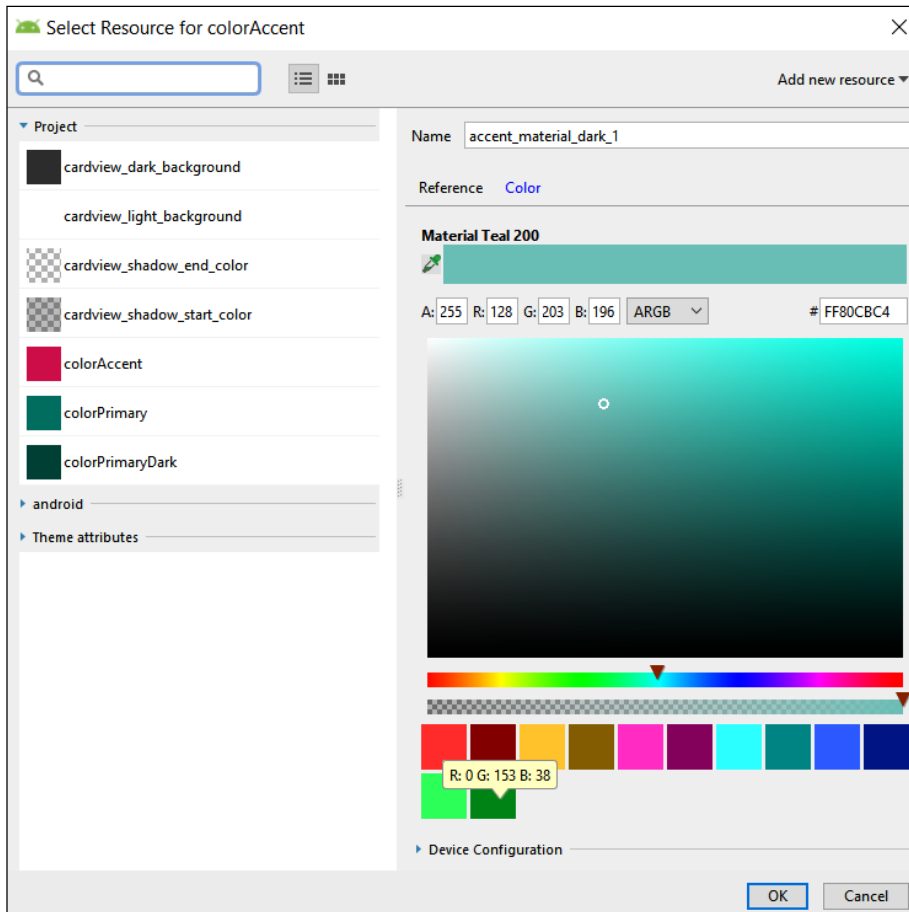 Select Resource for colorAccent
Add new resource
Project
cardview_dark_background
cardview_light_background
cardview_shadow_end_color
cardview_shadow_start_color
colorAccent
colorPrimary
colorPrimaryDark
android
Theme attributes
Name accent_material_dark_1
Reference Color
Material Teal 200
A: 255 R: 128 G: 203 B: 196 ARGB # FF80CBC4
R: 0 G: 153 B: 38
Device Configuration
OK Cancel